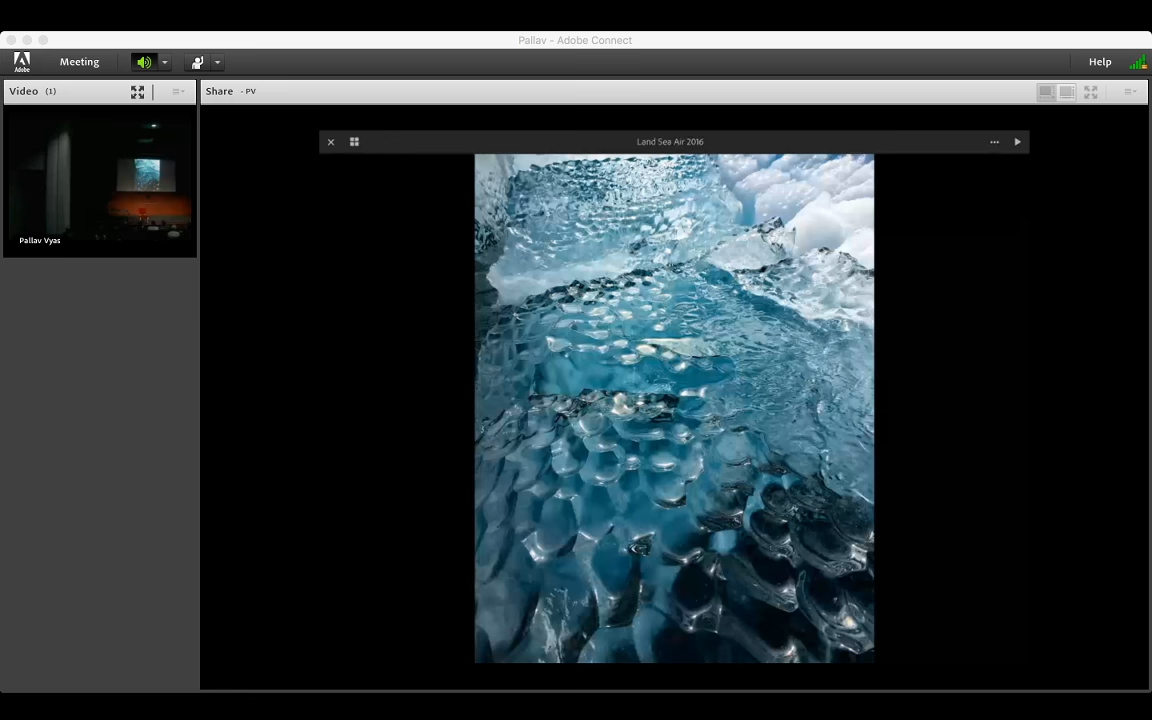 Pallav - Adobe Connect
Adobe
Meeting
Help
Video (1)
Share - PV
Land Sea Air 2016
Pallav Vyas